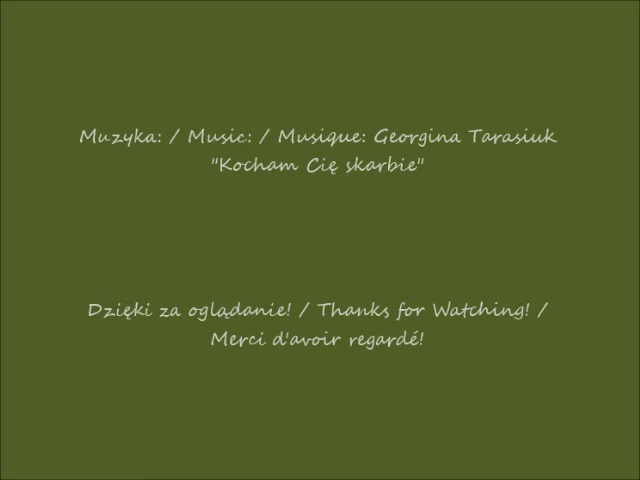 Muzyka: / Music: / Musique: Georgina Tarasiuk
"Kocham Cię skarbie"
Dzięki za oglądanie! / Thanks for Watching! /
Merci d'avoir regardé!